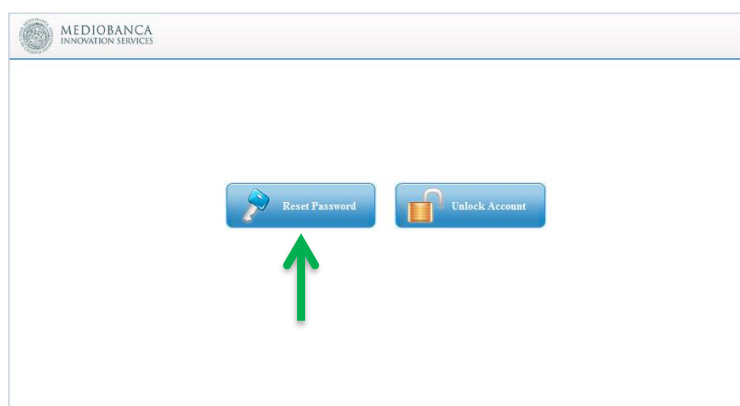 MEDIOBANCA
INNOVATION SERVICES
Reset Password
Unlock Account